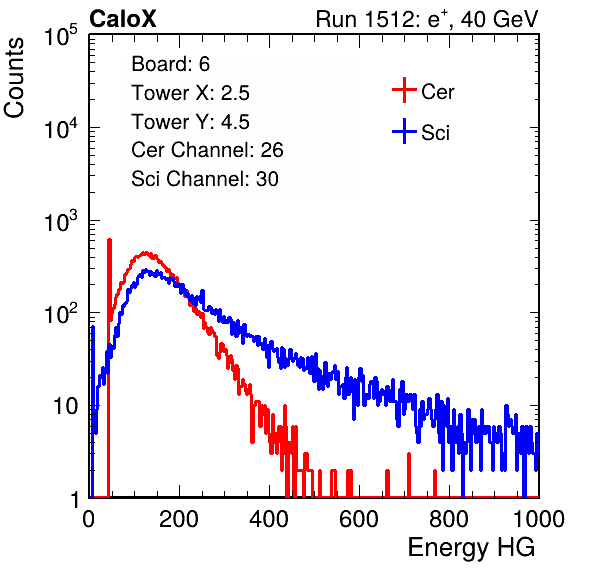 CaloX Run 1512: e⁺, 40 GeV
Counts
Board: 6
Tower X: 2.5
Tower Y: 4.5
Cer Channel: 26
Sci Channel: 30
Cer
Sci
10⁵
10⁴
10³
10²
10
1
0 200 400 600 800 1000
Energy HG